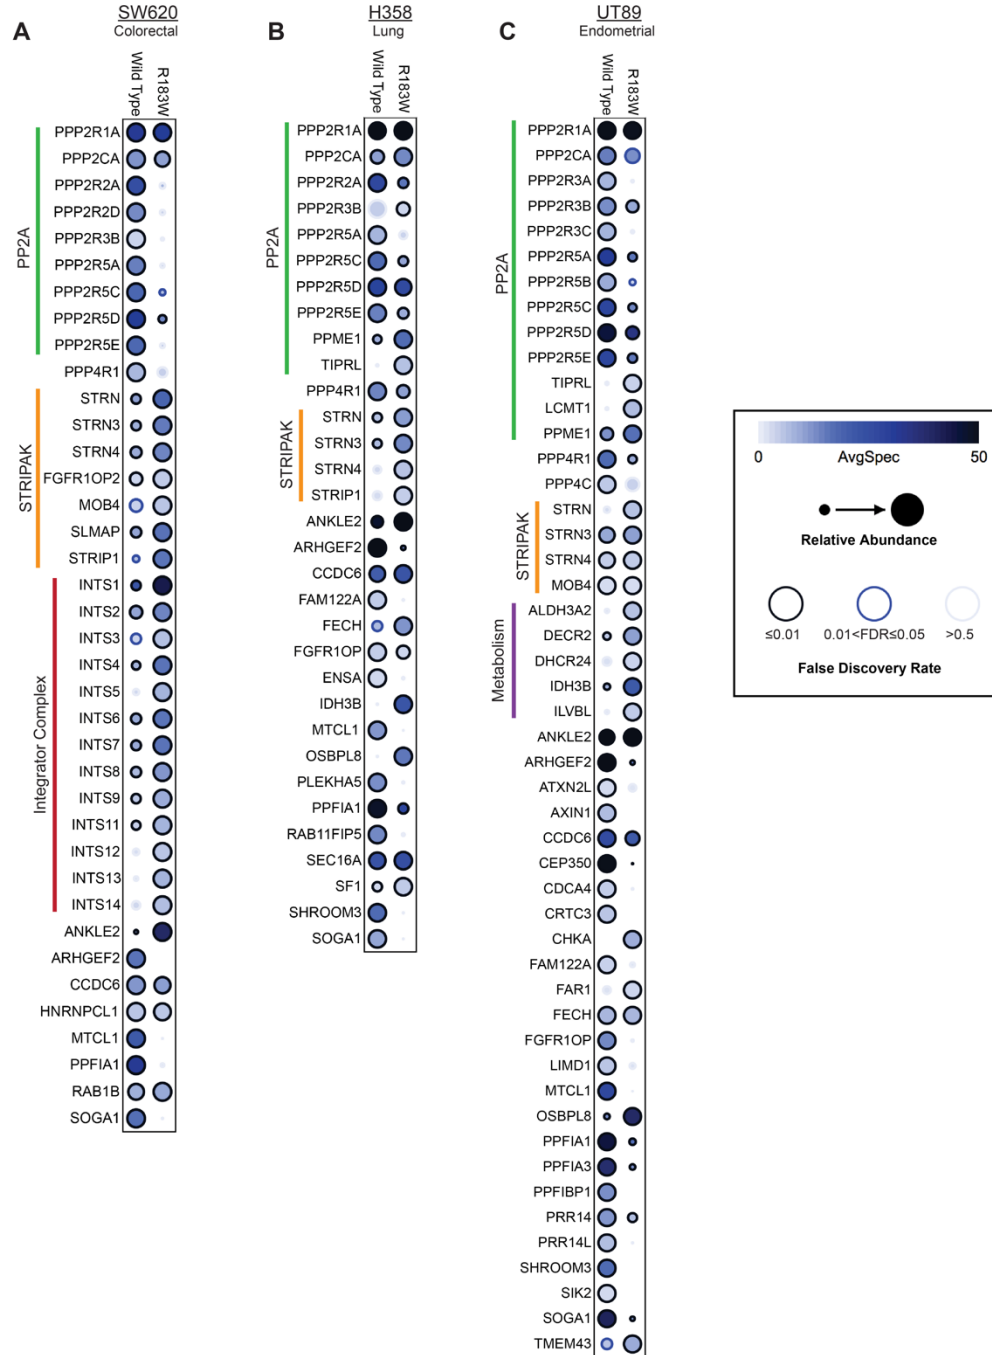 SW620
Colorectal
A
Wild Type
R183W
PP2A
PPP2R1A
PPP2CA
PPP2R2A
PPP2R2D
PPP2R3B
PPP2R5A
PPP2R5C
PPP2R5D
PPP2R5E
PPP4R1
STRIPAK
STRN
STRN3
STRN4
FGFR1OP2
MOB4
SLMAP
STRIP1
Integrator Complex
INTS1
INTS2
INTS3
INTS4
INTS5
INTS6
INTS7
INTS8
INTS9
INTS11
INTS12
INTS13
INTS14
ANKLE2
ARHGEF2
CCDC6
HNRNPCL1
MTCL1
PPFIA1
RAB1B
SOGA1
H358
Lung
B
Wild Type
R183W
PP2A
PPP2R1A
PPP2CA
PPP2R2A
PPP2R3B
PPP2R5A
PPP2R5C
PPP2R5D
PPP2R5E
PPME1
TIPRL
PPP4R1
STRIPAK
STRN
STRN3
STRN4
STRIP1
ANKLE2
ARHGEF2
CCDC6
FAM122A
FECH
FGFR1OP
ENSA
IDH3B
MTCL1
OSBPL8
PLEKHA5
PPFIA1
RAB11FIP5
SEC16A
SF1
SHROOM3
SOGA1
UT89
Endometrial
C
Wild Type
R183W
PP2A
PPP2R1A
PPP2CA
PPP2R3A
PPP2R3B
PPP2R3C
PPP2R5A
PPP2R5B
PPP2R5C
PPP2R5D
PPP2R5E
TIPRL
LCMT1
PPME1
PPP4R1
PPP4C
STRIPAK
STRN
STRN3
STRN4
MOB4
Metabolism
ALDH3A2
DECR2
DHCR24
IDH3B
ILVBL
ANKLE2
ARHGEF2
ATXN2L
AXIN1
CCDC6
CEP350
CDCA4
CRTC3
CHKA
FAM122A
FAR1
FECH
FGFR1OP
LIMD1
MTCL1
OSBPL8
PPFIA1
PPFIA3
PPFIBP1
PRR14
PRR14L
SHROOM3
SIK2
SOGA1
TMEM43
0 AvgSpec 50
Relative Abundance
≤0.01 0.01<FDR≤0.05 >0.5
False Discovery Rate